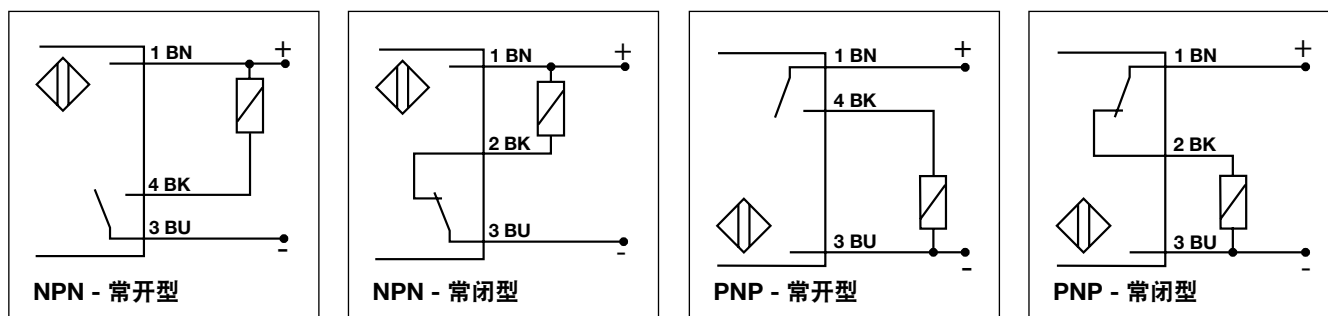 1 BN
+
4 BK
3 BU
-
NPN - 常开型
1 BN
+
2 BK
3 BU
-
NPN - 常闭型
1 BN
+
4 BK
3 BU
-
PNP - 常开型
1 BN
+
2 BK
3 BU
-
PNP - 常闭型